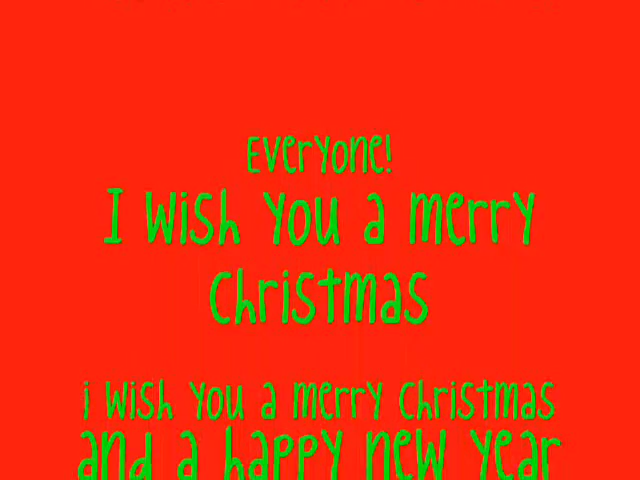 Everyone!
I wish you a merry
Christmas
i wish you a merry Christmas
and a happy new year